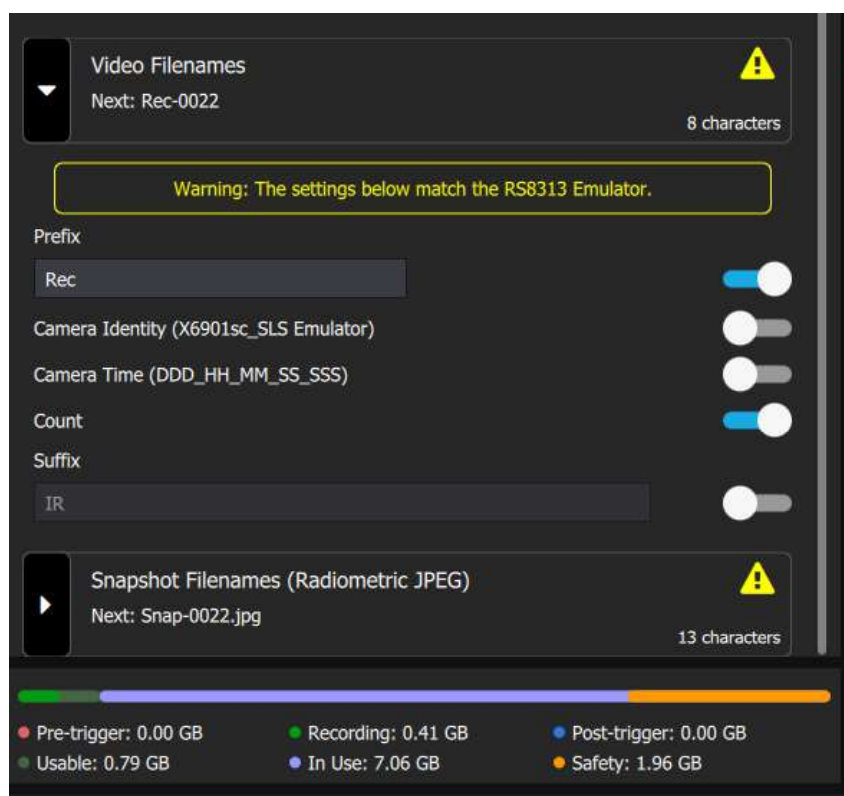 Video Filenames
Next: Rec-0022
8 characters
Warning: The settings below match the RS8313 Emulator.
Prefix
Rec
Camera Identity (X6901sc_SLS Emulator)
Camera Time (DDD_HH_MM_SS_SSS)
Count
Suffix
IR
Snapshot Filenames (Radiometric JPEG)
Next: Snap-0022.jpg
13 characters
Pre-trigger: 0.00 GB Recording: 0.41 GB Post-trigger: 0.00 GB
Usable: 0.79 GB In Use: 7.06 GB Safety: 1.96 GB